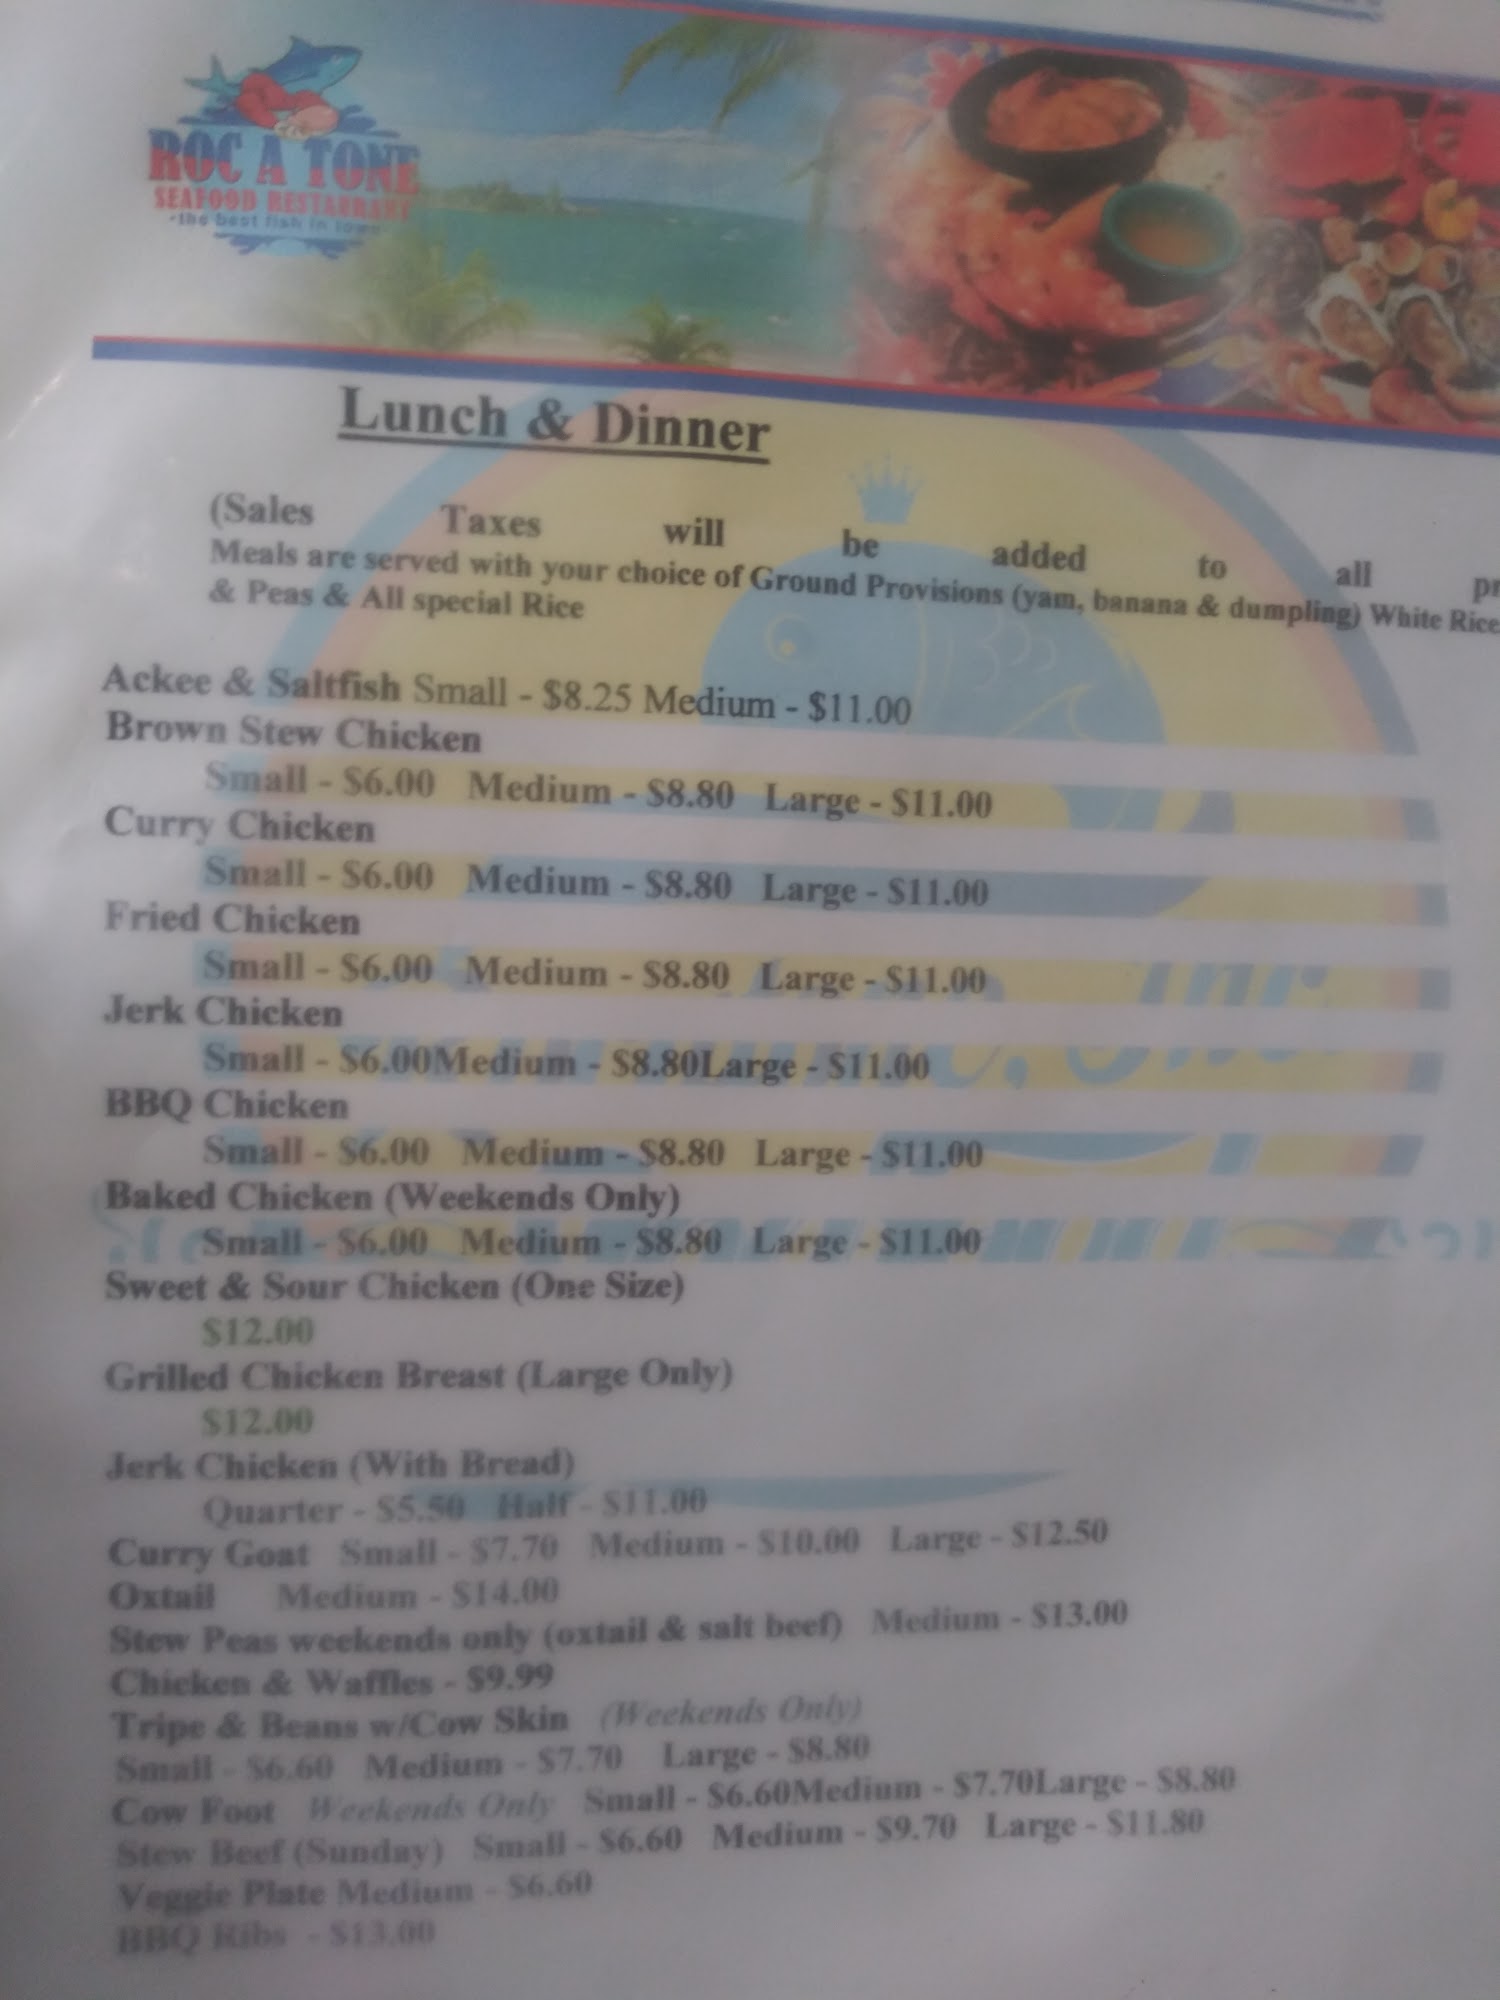 ROC A TONE
SEAFOOD RESTAURANT
-the best fish in town-
Lunch & Dinner
(Sales Taxes will be added to all
Meals are served with your choice of Ground Provisions (yam, banana & dumpling) White Rice
& Peas & All special Rice
Ackee & Saltfish Small - $8.25 Medium - $11.00
Brown Stew Chicken
Small - $6.00 Medium - $8.80 Large - $11.00
Curry Chicken
Small - $6.00 Medium - $8.80 Large - $11.00
Fried Chicken
Small - $6.00 Medium - $8.80 Large - $11.00
Jerk Chicken
Small - $6.00Medium - $8.80Large - $11.00
BBQ Chicken
Small - $6.00 Medium - $8.80 Large - $11.00
Baked Chicken (Weekends Only)
Small - $6.00 Medium - $8.80 Large - $11.00
Sweet & Sour Chicken (One Size)
$12.00
Grilled Chicken Breast (Large Only)
$12.00
Jerk Chicken (With Bread)
Quarter - $5.50 Half - $11.00
Curry Goat Small - $7.70 Medium - $10.00 Large - $12.50
Oxtail Medium - $14.00
Stew Peas weekends only (oxtail & salt beef) Medium - $13.00
Chicken & Waffles - $9.99
Tripe & Beans w/Cow Skin (Weekends Only)
Small - $6.60 Medium - $7.70 Large - $8.80
Cow Foot Weekends Only Small - $6.60Medium - $7.70Large - $8.80
Stew Beef (Sunday) Small - $6.60 Medium - $9.70 Large - $11.80
Veggie Plate Medium - $6.60
BBQ Ribs - $13.00